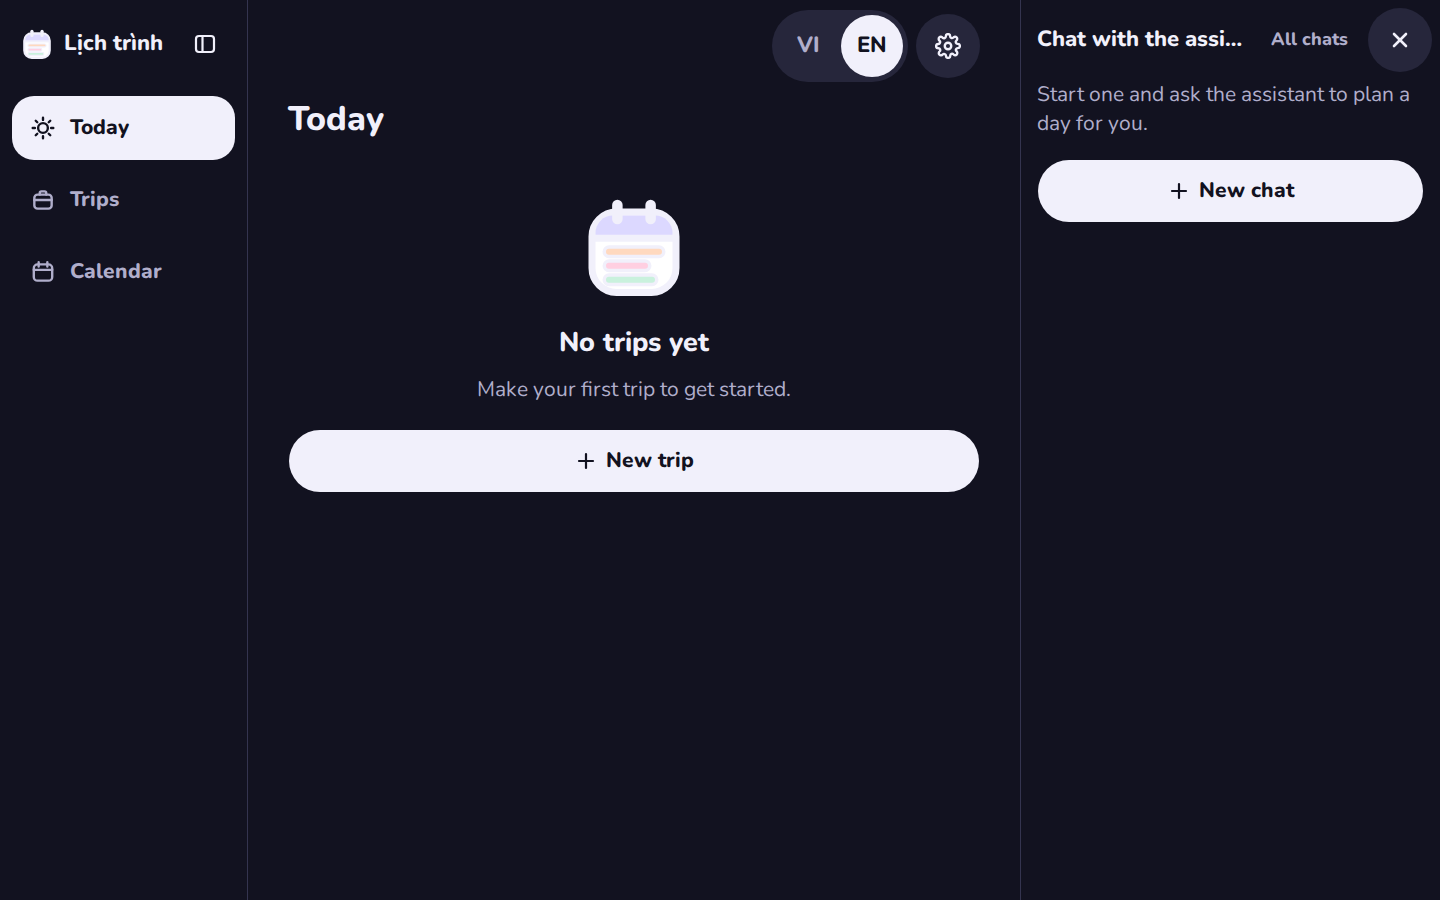 Lịch trình
Today
Trips
Calendar
VI
EN
Today
No trips yet
Make your first trip to get started.
New trip
Chat with the assi...
All chats
Start one and ask the assistant to plan a
day for you.
New chat